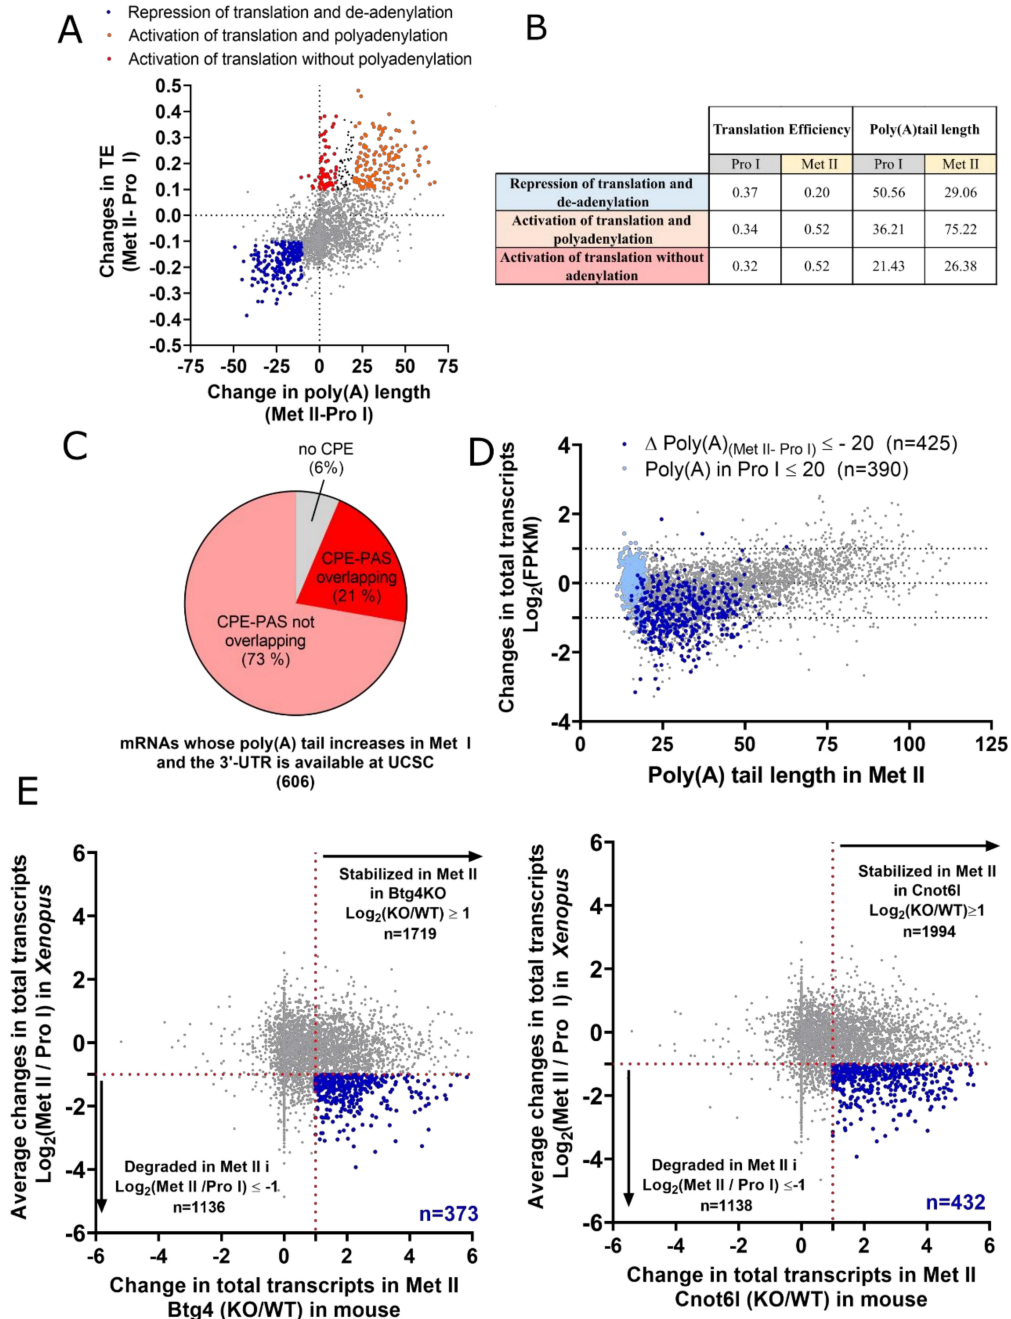 A
• Repression of translation and de-adenylation
• Activation of translation and polyadenylation
• Activation of translation without polyadenylation
0.5
0.4
0.3
0.2
0.1
0.0
-0.1
-0.2
-0.3
-0.4
-0.5
Changes in TE
(Met II- Pro I)
-75 -50 -25 0 25 50 75
Change in poly(A) length
(Met II-Pro I)
B
Translation Efficiency Poly(A)tail length
Pro I Met II Pro I Met II
Repression of translation and
de-adenylation
0.37 0.20 50.56 29.06
Activation of translation and
polyadenylation
0.34 0.52 36.21 75.22
Activation of translation without
adenylation
0.32 0.52 21.43 26.38
C
no CPE
(6%)
CPE-PAS
overlapping
(21 %)
CPE-PAS not
overlapping
(73 %)
mRNAs whose poly(A) tail increases in Met I
and the 3'-UTR is available at UCSC
(606)
D
• Δ Poly(A)(Met II- Pro I) ≤ - 20 (n=425)
• Poly(A) in Pro I ≤ 20 (n=390)
4
2
0
-2
-4
Changes in total transcripts
Log2(FPKM)
0 25 50 75 100 125
Poly(A) tail length in Met II
E
6
4
2
0
-2
-4
-6
Average changes in total transcripts
Log2(Met II / Pro I) in Xenopus
Stabilized in Met II
in Btg4KO
Log2(KO/WT) ≥ 1
n=1719
Degraded in Met II i
Log2(Met II /Pro I) ≤ -1
n=1136
n=373
-6 -4 -2 0 2 4 6
Change in total transcripts in Met II
Btg4 (KO/WT) in mouse
6
4
2
0
-2
-4
-6
Average changes in total transcripts
Log2(Met II / Pro I) in Xenopus
Stabilized in Met II
in Cnot6l
Log2(KO/WT)≥1
n=1994
Degraded in Met II i
Log2(Met II / Pro I) ≤-1
n=1138
n=432
-6 -4 -2 0 2 4 6
Change in total transcripts in Met II
Cnot6l (KO/WT) in mouse